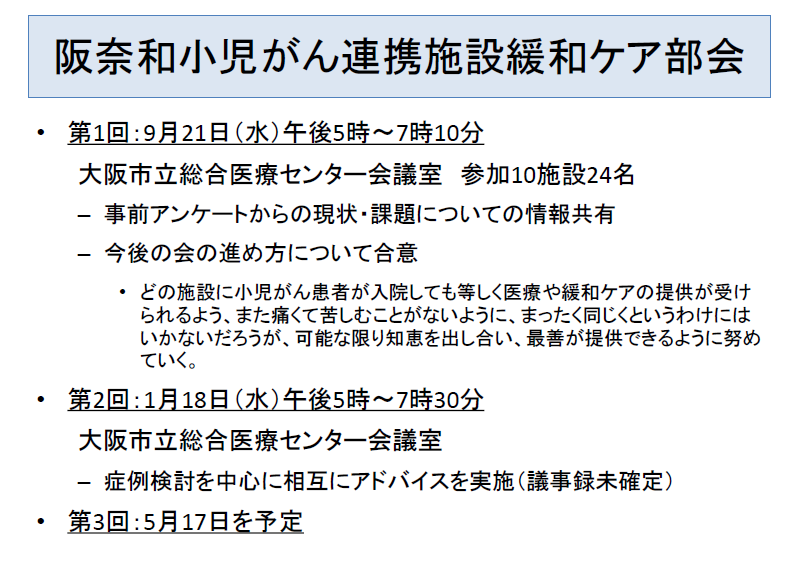 阪奈和小児がん連携施設緩和ケア部会
• 第1回：9月21日（水）午後5時～7時10分
大阪市立総合医療センター会議室　参加10施設24名
– 事前アンケートからの現状・課題についての情報共有
– 今後の会の進め方について合意
• どの施設に小児がん患者が入院しても等しく医療や緩和ケアの提供が受け
られるよう、また痛くて苦しむことがないように、まったく同じくというわけには
いかないだろうが、可能な限り知恵を出し合い、最善が提供できるように努め
ていく。
• 第2回：1月18日（水）午後5時～7時30分
大阪市立総合医療センター会議室
– 症例検討を中心に相互にアドバイスを実施（議事録未確定）
• 第3回：5月17日を予定